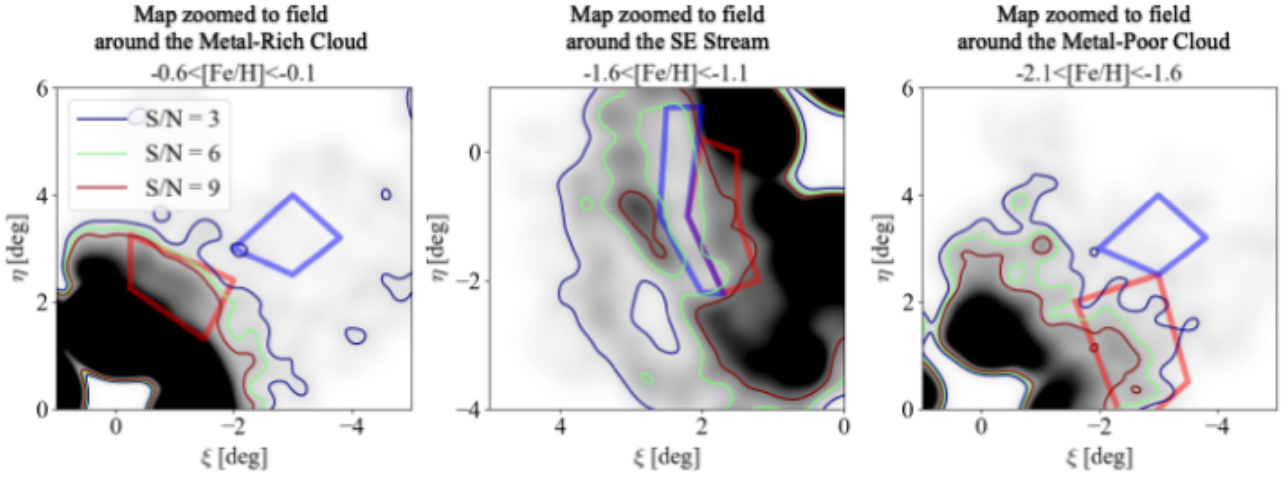 Map zoomed to field
around the Metal-Rich Cloud
-0.6<[Fe/H]<-0.1
6
4
2
0
η [deg]
S/N = 3
S/N = 6
S/N = 9
0
−2
−4
ξ [deg]
Map zoomed to field
around the SE Stream
-1.6<[Fe/H]<-1.1
0
−2
−4
η [deg]
4
2
0
ξ [deg]
Map zoomed to field
around the Metal-Poor Cloud
-2.1<[Fe/H]<-1.6
6
4
2
0
η [deg]
0
−2
−4
ξ [deg]